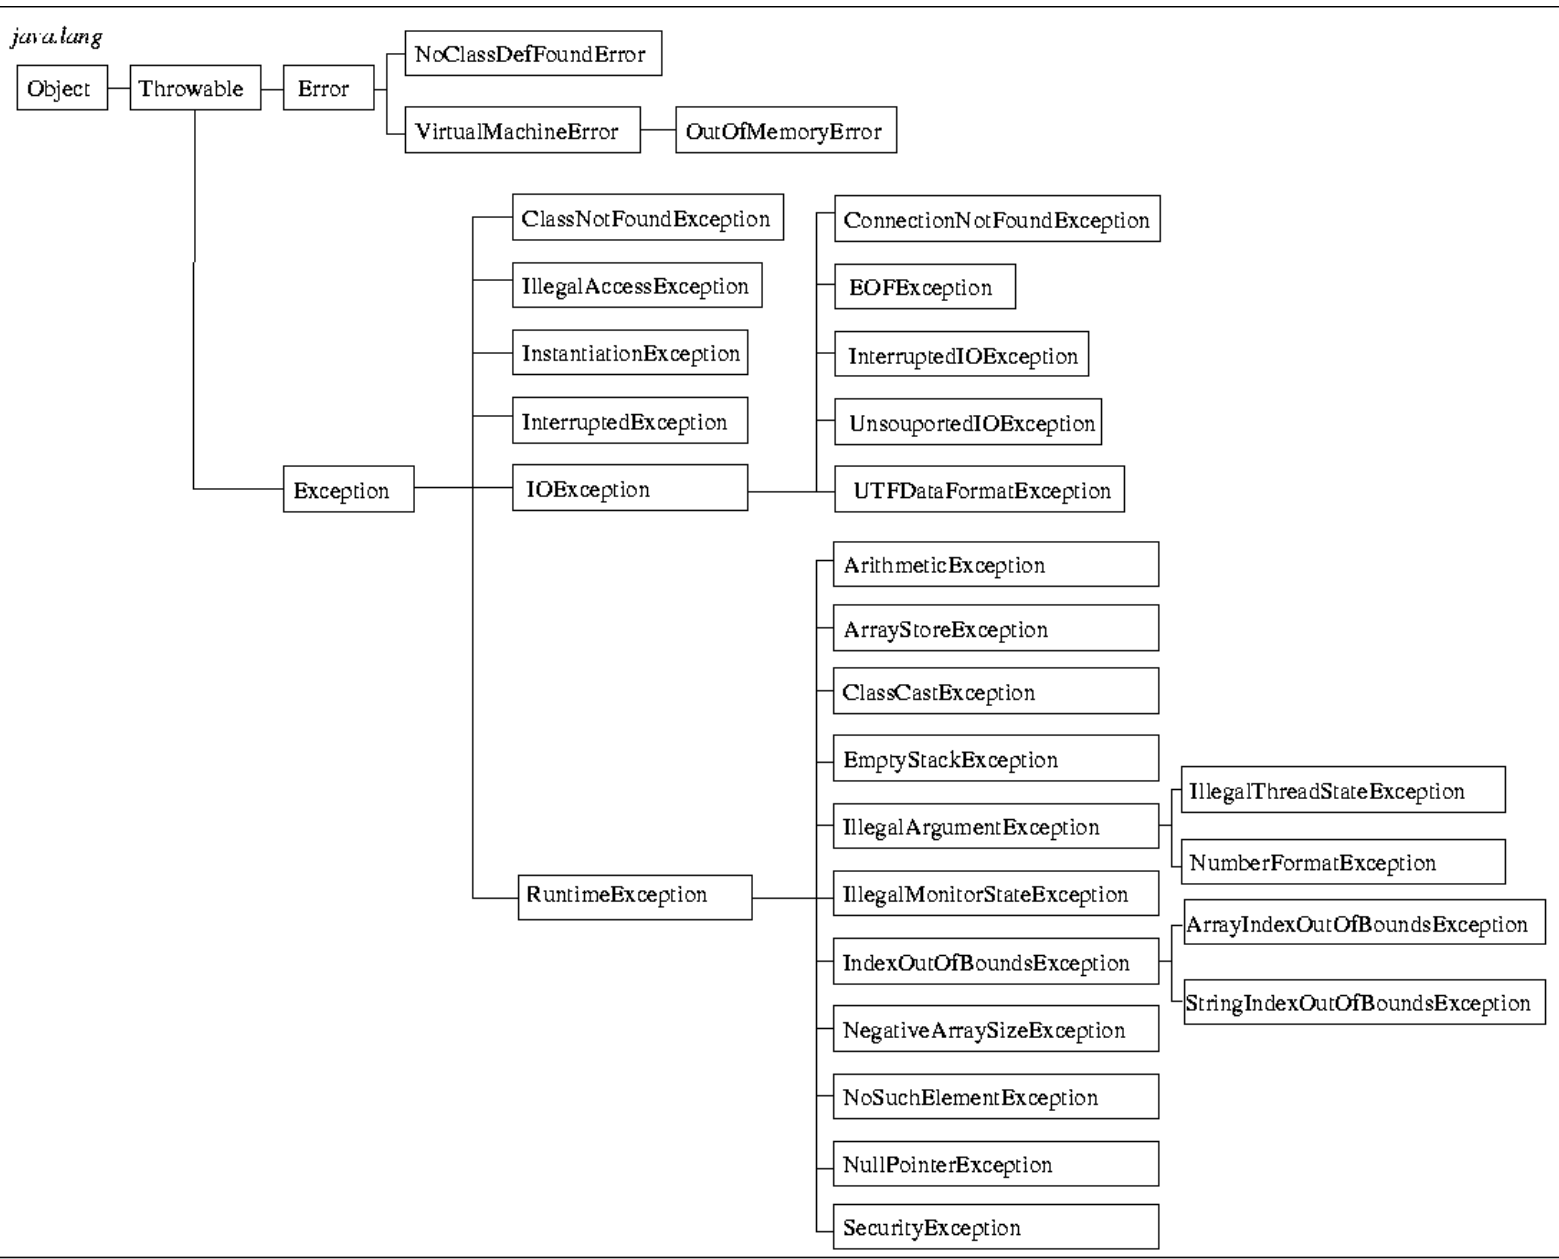 java.lang
Object
Throwable
Error
NoClassDefFoundError
VirtualMachineError
OutOfMemoryError
ClassNotFoundException
IllegalAccessException
InstantiationException
InterruptedException
Exception
IOException
ConnectionNotFoundException
EOFException
InterruptedIOException
UnsouportedIOException
UTFDataFormatException
RuntimeException
ArithmeticException
ArrayStoreException
ClassCastException
EmptyStackException
IllegalArgumentException
IllegalThreadStateException
NumberFormatException
IllegalMonitorStateException
IndexOutOfBoundsException
ArrayIndexOutOfBoundsException
StringIndexOutOfBoundsException
NegativeArraySizeException
NoSuchElementException
NullPointerException
SecurityException